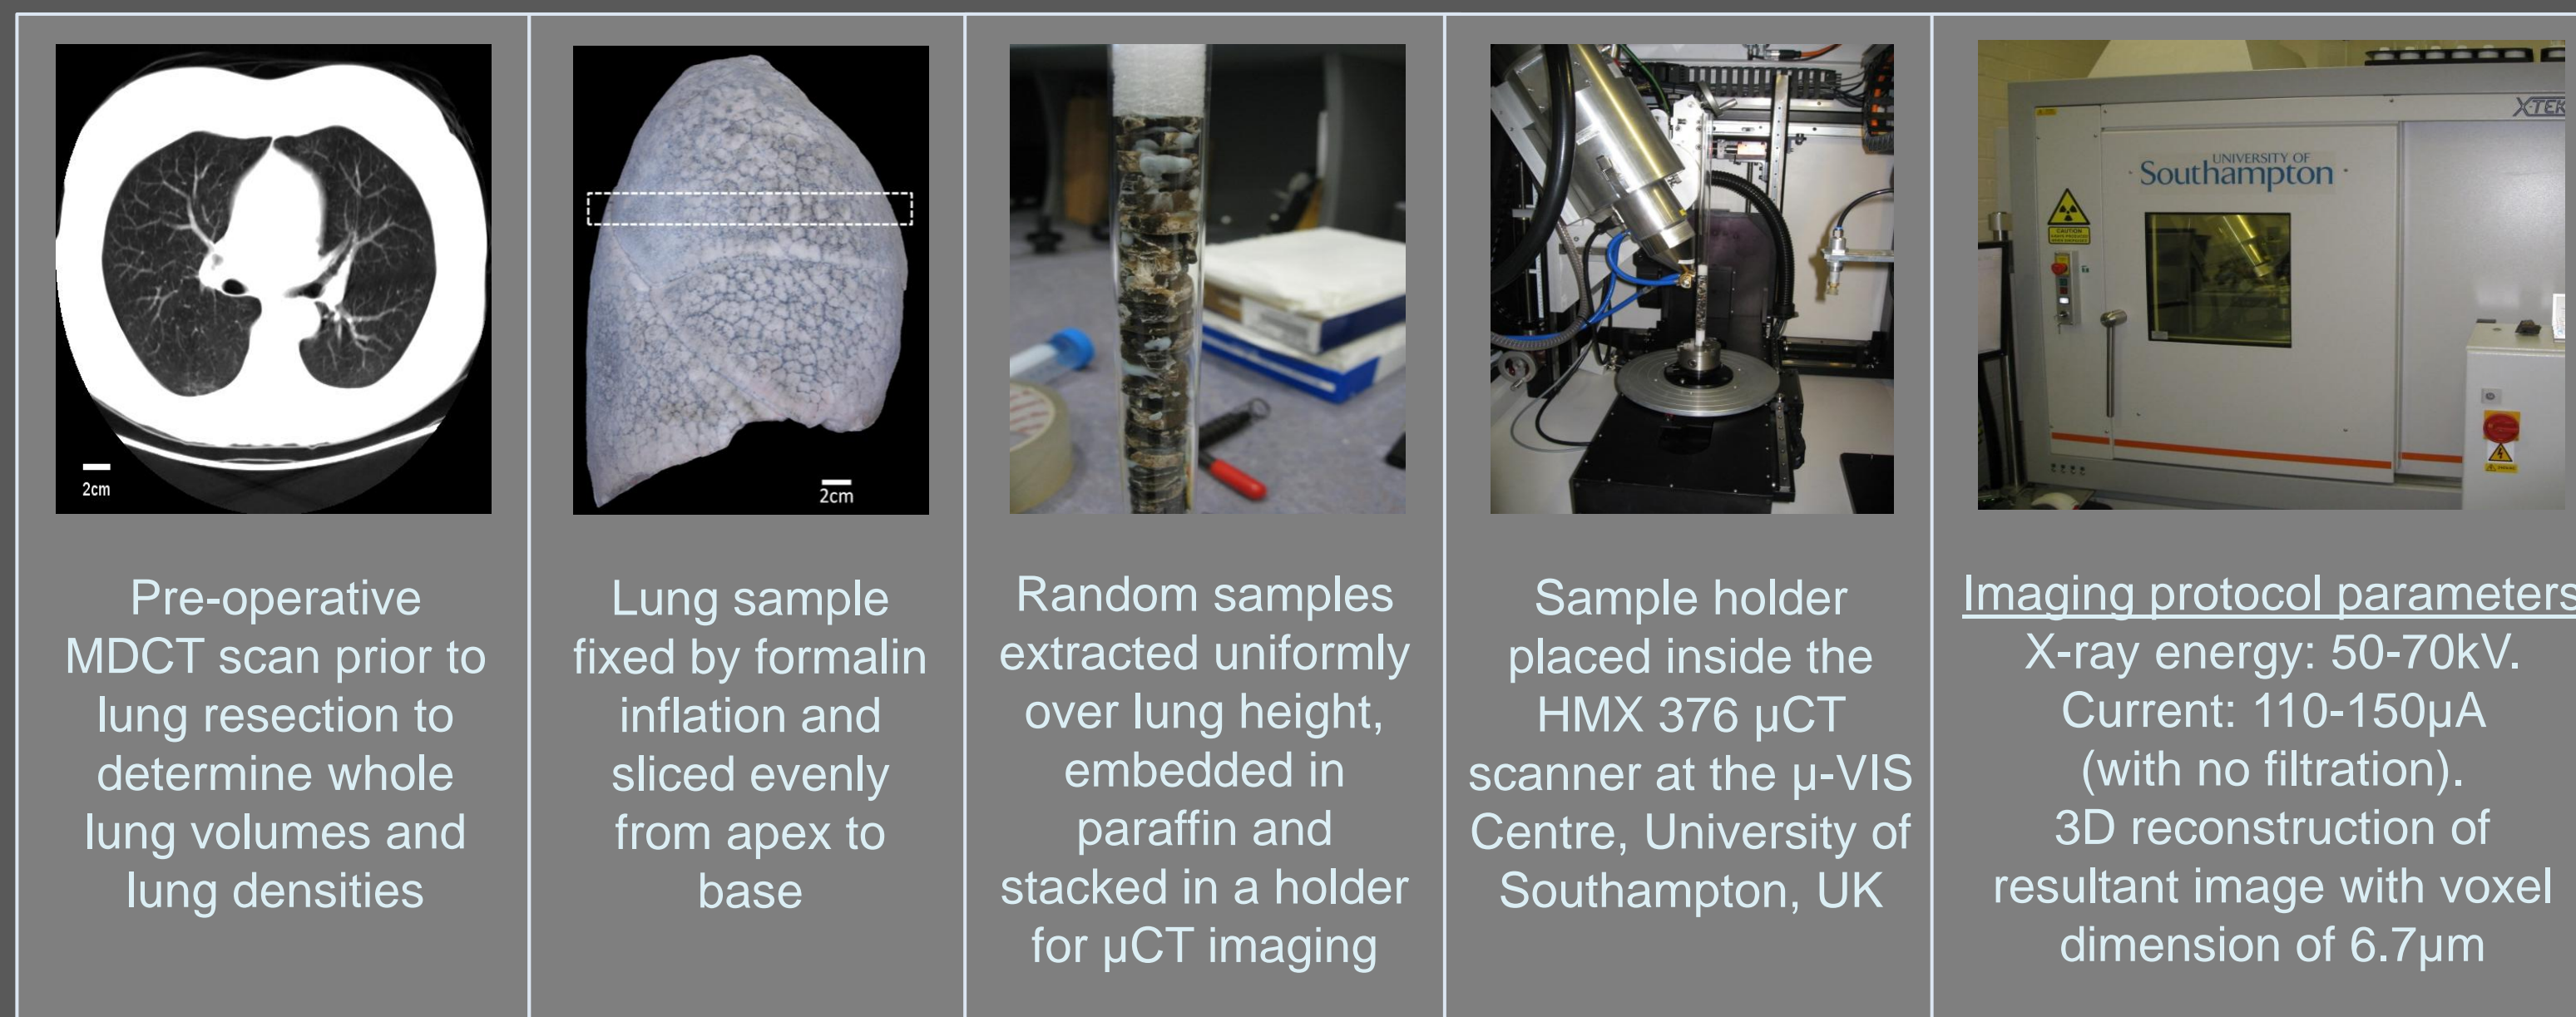 2cm
Pre-operative
MDCT scan prior to
lung resection to
determine whole
lung volumes and
lung densities
2cm
Lung sample
fixed by formalin
inflation and
sliced evenly
from apex to
base
Random samples
extracted uniformly
over lung height,
embedded in
paraffin and
stacked in a holder
for µCT imaging
Sample holder
placed inside the
HMX 376 µCT
scanner at the µ-VIS
Centre, University of
Southampton, UK
X-TEK
UNIVERSITY OF
Southampton
CAUTION
Imaging protocol parameters
X-ray energy: 50-70kV.
Current: 110-150µA
(with no filtration).
3D reconstruction of
resultant image with voxel
dimension of 6.7µm